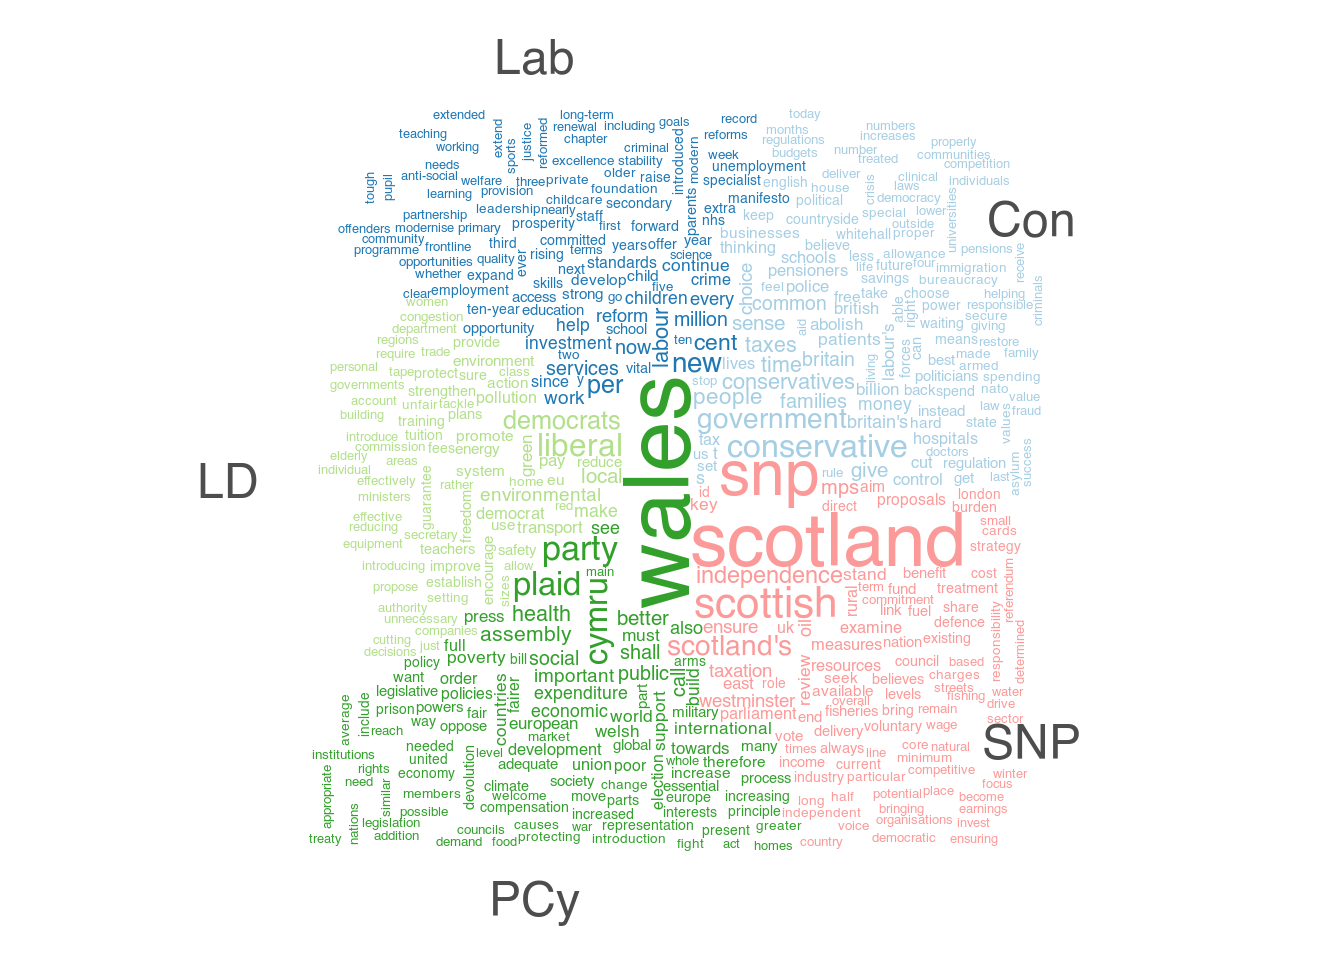 Lab
extended
long-term
today
renewal including goals
record
numbers
teaching
extend
sports
justice
reformed
chapter
reforms
months
regulations
increases
properly
working
criminal
introduced
modern
week
budgets
number
treated
communities
competition
needs
excellence stability
unemployment
anti-social
welfare
three
private
older
raise
specialist
english
deliver
crisis
clinical
laws
individuals
tough
pupil
learning
provision
foundation
parents
manifesto
house
democracy
childcare
secondary
political
special
lower
universities
partnership
leadership
nearly
staff
extra
nhs
keep
countryside
outside
Con
offenders
modernise
primary
prosperity
first
forward
businesses
whitehall
proper
community
frontline
third
committed
years
offer
year
thinking
believe
allowance
pensions
receive
programme
quality
ever
rising
terms
science
schools
less
opportunities
next
standards
continue
choice
pensioners
life
future
four
immigration
whether
expand
skills
develop
child
crime
feel
police
savings
bureaucracy
clear
employment
access
strong
go
five
children
every
common
free
take
choose
helping
criminals
women
ten-year
education
reform
labour
million
british
able
right
power
responsible
congestion
opportunity
help
school
sense
aid
abolish
waiting
secure
giving
department
provide
investment
now
ten
cent
taxes
patients
labour's
forces
can
means
restore
regions
environment
two
new
lives
time
britain
best
made
family
require
trade
class
services
vital
living
armed
personal
tape
protect
sure
action
since
y
per
stop
conservatives
politicians
spending
governments
strengthen
pollution
work
people
families
billion
back
spend
nato
value
account
unfair
tackle
democrats
wales
money
instead
law
fraud
values
building
training
plans
government
britain's
hard
state
introduce
tuition
promote
liberal
tax
conservative
hospitals
commission
fees
energy
green
us
t
doctors
elderly
areas
pay
reduce
set
snp
cut
regulation
asylum
success
LD
individual
system
home
eu
local
s
rule
give
control
get
last
effectively
rather
environmental
red
id
mps
aim
london
ministers
guarantee
freedom
democrat
make
key
direct
proposals
burden
effective
use
transport
see
scotland
small
reducing
secretary
cards
equipment
teachers
safety
party
strategy
introducing
improve
encourage
allow
main
independence
stand
benefit
cost
referendum
propose
establish
sizes
plaid
cymru
term
fund
treatment
setting
scottish
rural
commitment
authority
press
health
better
link
fuel
share
unnecessary
also
ensure
uk
oil
examine
defence
companies
assembly
must
responsibility
determined
cutting
just
full
shall
scotland's
measures
nation
existing
decisions
poverty
bill
social
arms
taxation
review
resources
council
based
policy
want
order
important
public
call
build
east
role
seek
believes
charges
legislative
policies
countries
fairer
expenditure
part
available
levels
streets
water
prison
powers
fair
economic
world
military
westminster
overall
fishing
drive
average
include
way
oppose
european
welsh
support
parliament
end
fisheries
bring
remain
sector
reach
market
international
vote
delivery
voluntary
wage
SNP
institutions
needed
level
development
global
towards
many
times
always
line
core
natural
united
devolution
adequate
union
poor
election
whole
therefore
income
current
minimum
rights
economy
increase
process
industry
particular
competitive
winter
appropriate
need
similar
members
climate
society
change
essential
focus
possible
welcome
move
parts
europe
increasing
long
half
potential
place
become
nations
legislation
compensation
increased
interests
principle
independent
bringing
earnings
councils
causes
war
representation
present
greater
voice
organisations
invest
treaty
addition
demand
food
protecting
introduction
fight
act
homes
country
democratic
ensuring
PCy